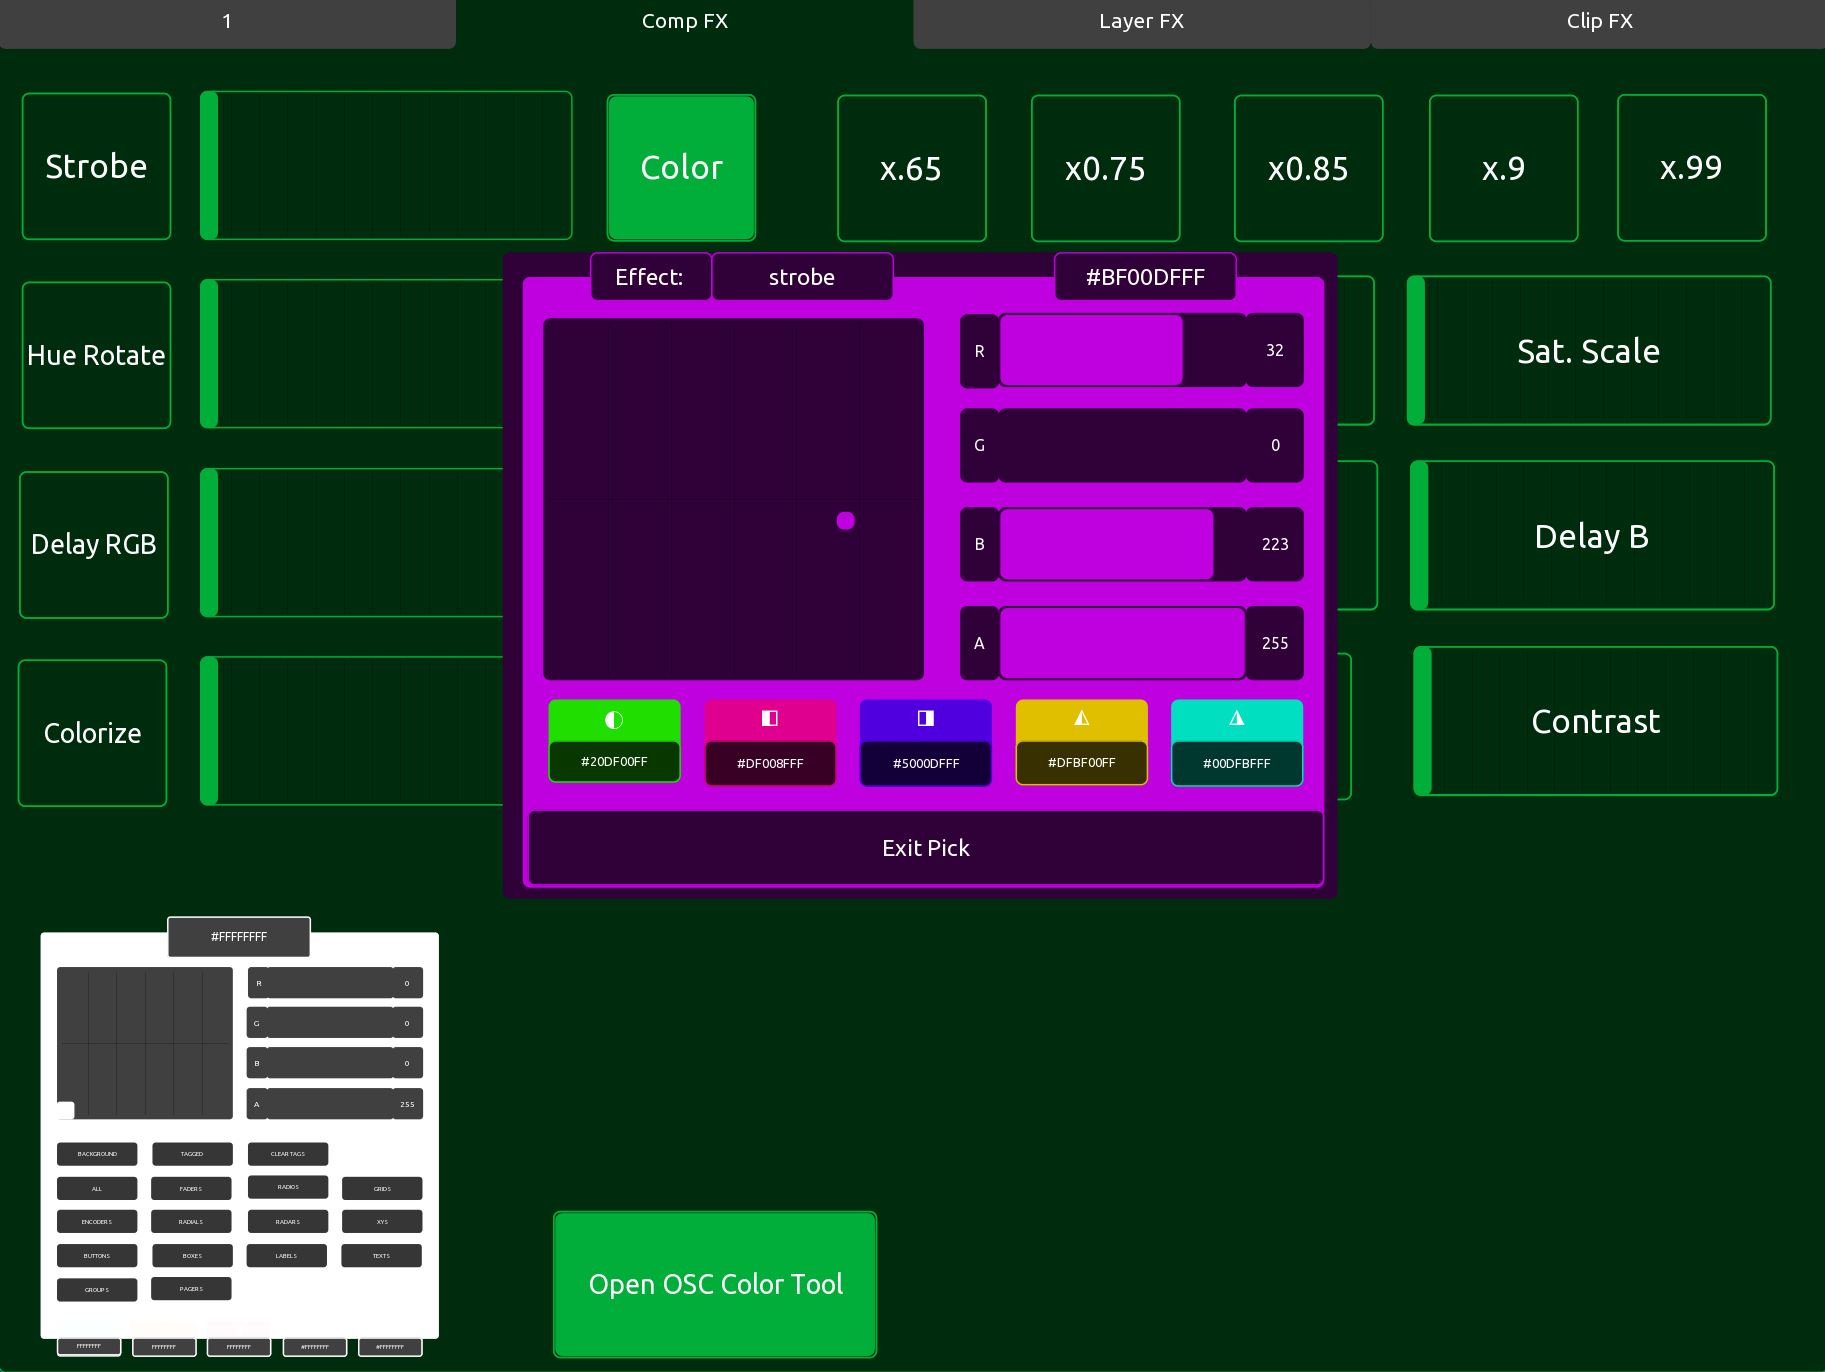 1
Comp FX
Layer FX
Clip FX
Strobe
Color
x.65
x0.75
x0.85
x.9
x.99
Effect:
strobe
#BF00DFFF
Hue Rotate
R
32
Sat. Scale
G
0
Delay RGB
B
223
Delay B
A
255
Colorize
Contrast
#20DF00FF
#DF008FFF
#5000DFFF
#DFBF00FF
#00DFBFFF
Exit Pick
#FFFFFFFF
R
0
G
0
B
0
A
255
BACKGROUND
TAGGED
CLEAR TAGS
ALL
FADERS
RADIOS
GRIDS
ENCODERS
RADIALS
RADARS
XYS
BUTTONS
BOXES
LABELS
TEXTS
GROUPS
PAGERS
Open OSC Color Tool
FFFFFFFF
FFFFFFFF
FFFFFFFF
#FFFFFFFF
#FFFFFFFF